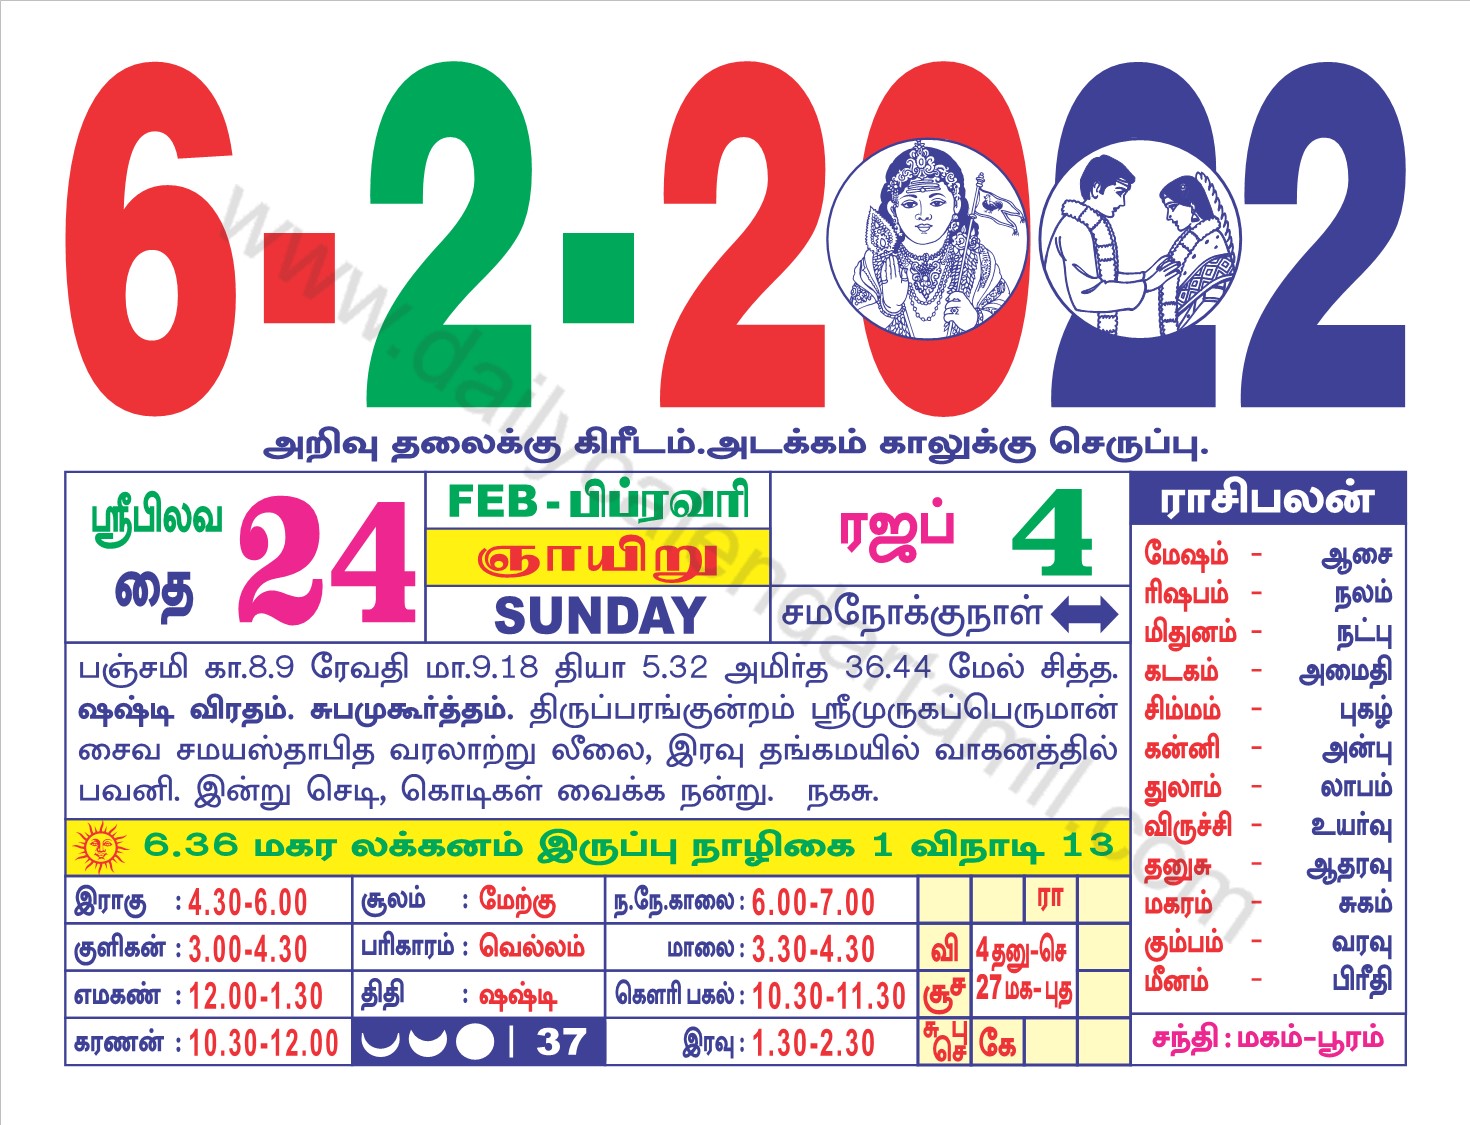 6-2-2022
அறிவு தலைக்கு கிரீடம்.அடக்கம் காலுக்கு செருப்பு.
ஸ்ரீபிலவ
தை 24
FEB - பிப்ரவரி
ஞாயிறு
SUNDAY
ரஜப் 4
சமநோக்குநாள்
பஞ்சமி கா.8.9 ரேவதி மா.9.18 தியா 5.32 அமிர்த 36.44 மேல் சித்த.
ஷஷ்டி விரதம். சுபமுகூர்த்தம். திருப்பரங்குன்றம் ஸ்ரீமுருகப்பெருமான்
சைவ சமயஸ்தாபித வரலாற்று லீலை, இரவு தங்கமயில் வாகனத்தில்
பவனி. இன்று செடி, கொடிகள் வைக்க நன்று. நகசு.
6.36 மகர லக்கனம் இருப்பு நாழிகை 1 விநாடி 13
இராகு : 4.30-6.00
குளிகன் : 3.00-4.30
எமகண் : 12.00-1.30
கரணன் : 10.30-12.00
சூலம் : மேற்கு
பரிகாரம் : வெல்லம்
திதி : ஷஷ்டி
| 37
ந.நே.காலை : 6.00-7.00
மாலை : 3.30-4.30
கௌரி பகல் : 10.30-11.30
இரவு : 1.30-2.30
ரா
வி
4தனு-செ
சூச
27மக-புத
சு பு
செ
கே
ராசிபலன்
மேஷம் - ஆசை
ரிஷபம் - நலம்
மிதுனம் - நட்பு
கடகம் - அமைதி
சிம்மம் - புகழ்
கன்னி - அன்பு
துலாம் - லாபம்
விருச்சி - உயர்வு
தனுசு - ஆதரவு
மகரம் - சுகம்
கும்பம் - வரவு
மீனம் - பிரீதி
சந்தி : மகம்-பூரம்
www.dailycalendartamil.com